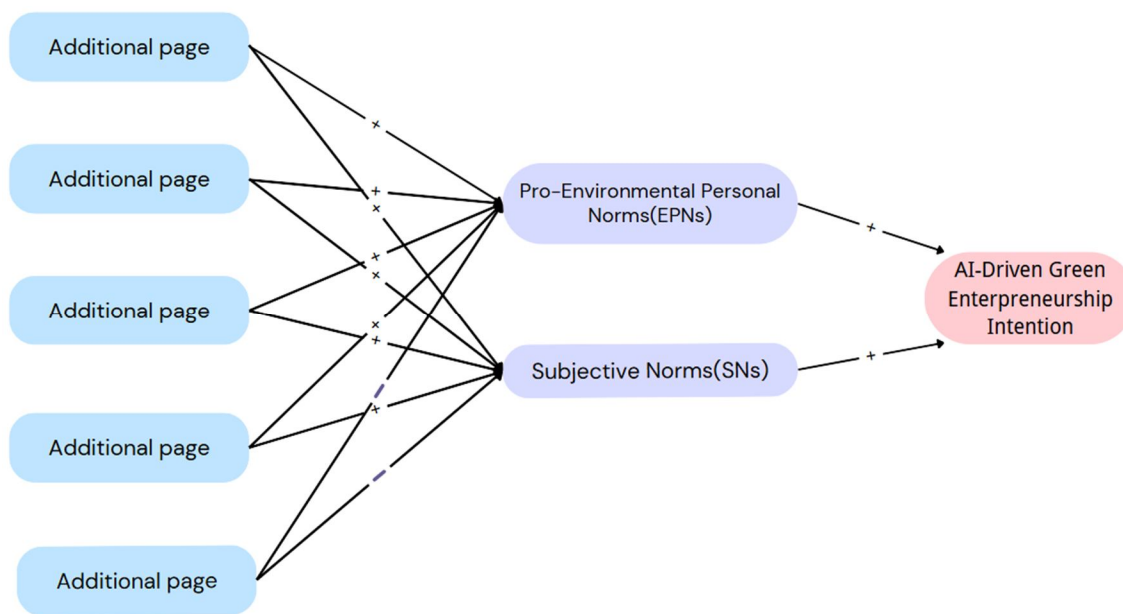 Additional page
Additional page
Additional page
Additional page
Additional page
Pro-Environmental Personal
Norms(EPNs)
Subjective Norms(SNs)
AI-Driven Green
Enterpreneurship
Intention
+
+
+
+
+
+
+
+
-
-
+
+